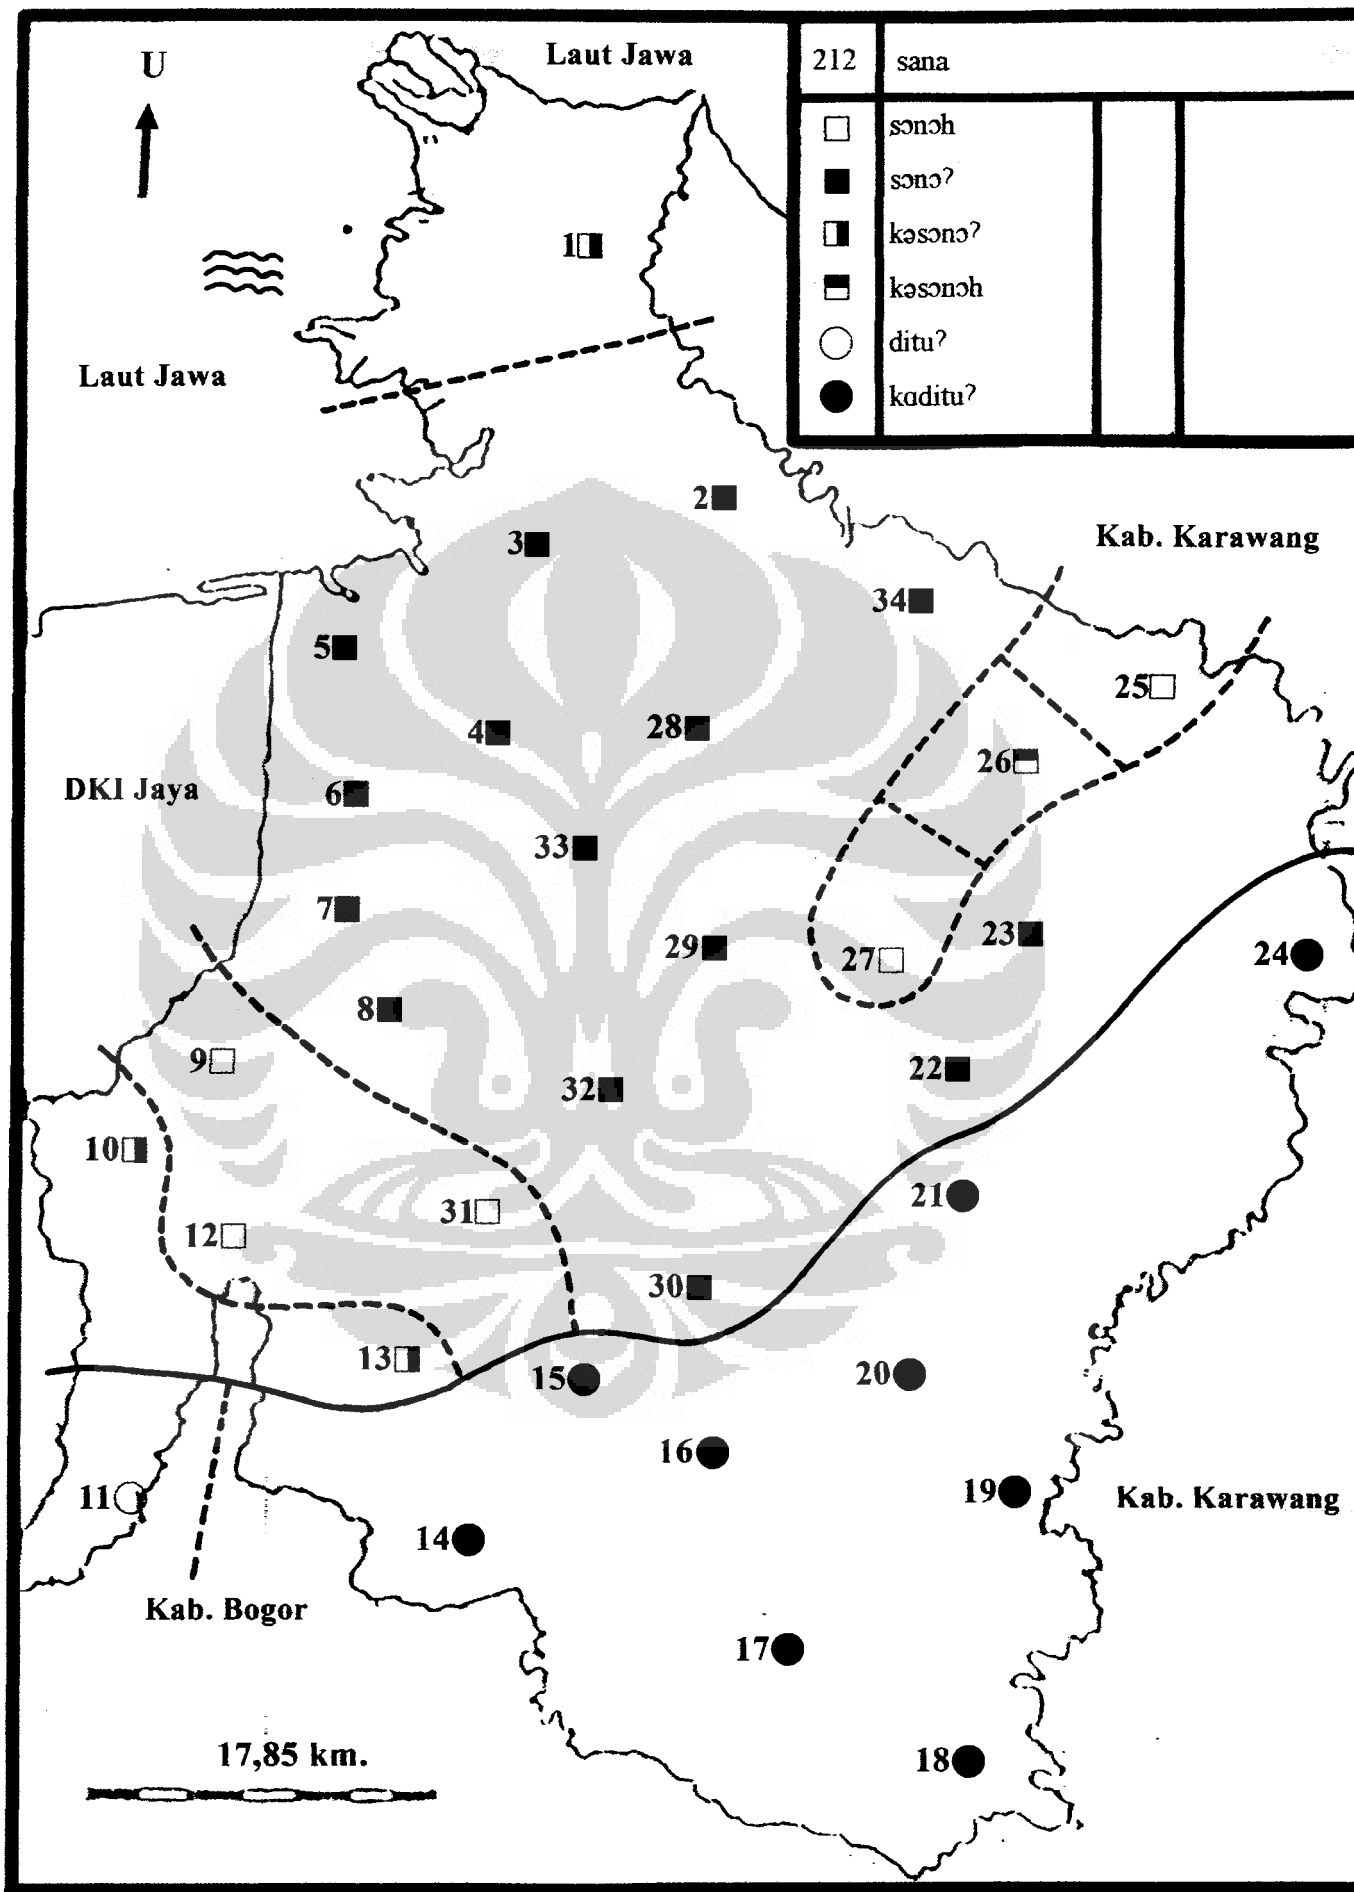 U
Laut Jawa
212 sana
sɔnɔh
sɔnɔʔ
kəsɔnɔʔ
kəsɔnɔh
dituʔ
kɑdituʔ
1
Laut Jawa
2
3
Kab. Karawang
34
5
25
4
28
26
DKI Jaya
6
33
7
29
23
27
24
8
9
22
32
10
21
31
12
30
13
15
20
16
19
11
Kab. Karawang
14
Kab. Bogor
17
17,85 km.
18